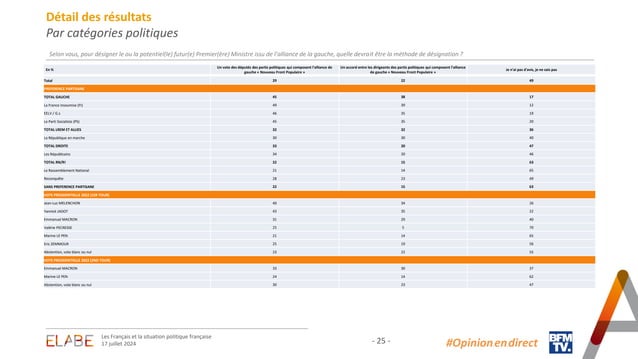 Détail des résultats
Par catégories politiques
Selon vous, pour désigner le ou la potentiel(le) futur(e) Premier(ère) Ministre issu de l'alliance de la gauche, quelle devrait être la méthode de désignation ?
En % Un vote des députés des partis politiques qui composent l'alliance de gauche « Nouveau Front Populaire » Un accord entre les dirigeants des partis politiques qui composent l'alliance de gauche « Nouveau Front Populaire » Je n'ai pas d'avis, je ne sais pas
Total 29 22 49
PREFERENCE PARTISANE
TOTAL GAUCHE 45 38 17
La France Insoumise (FI) 49 39 12
EELV / G.s 46 35 19
Le Parti Socialiste (PS) 45 35 20
TOTAL LREM ET ALLIES 32 32 36
La République en marche 30 30 40
TOTAL DROITE 33 20 47
Les Républicains 34 20 46
TOTAL RN/R! 22 15 63
Le Rassemblement National 21 14 65
Reconquête 28 23 49
SANS PREFERENCE PARTISANE 22 15 63
VOTE PRESIDENTIELLE 2022 (1ER TOUR)
Jean-Luc MELENCHON 40 34 26
Yannick JADOT 43 35 22
Emmanuel MACRON 31 29 40
Valérie PECRESSE 25 5 70
Marine LE PEN 21 14 65
Eric ZEMMOUR 25 19 56
Abstention, vote blanc ou nul 23 22 55
VOTE PRESIDENTIELLE 2022 (2ND TOUR)
Emmanuel MACRON 33 30 37
Marine LE PEN 24 14 62
Abstention, vote blanc ou nul 30 23 47
ELABE
Les Français et la situation politique française
17 juillet 2024
- 25 -
#Opinionendirect
BFM
TV.